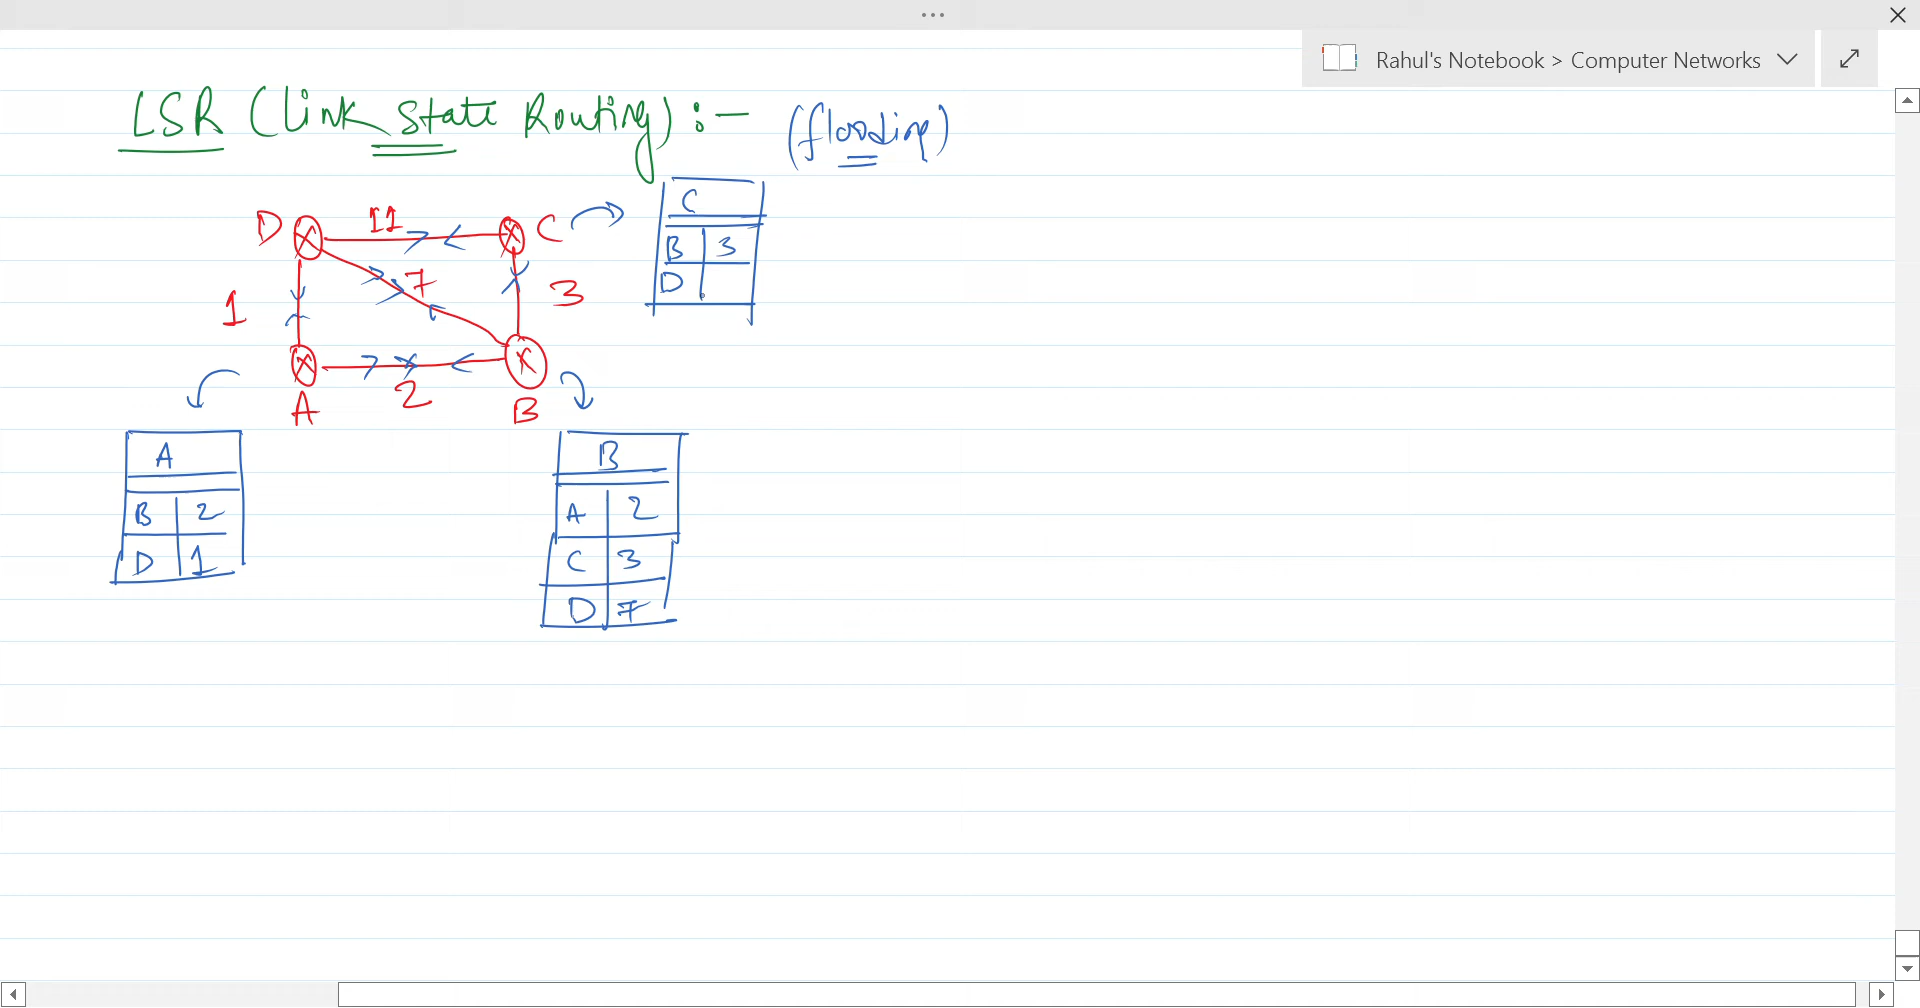 Rahul's Notebook > Computer Networks
LSR (Link State Routing) :- (flooding)
C
B 3
D
D 11 C
7
1 3
2
A B
A
B 2
D 1
B
A 2
C 3
D 7